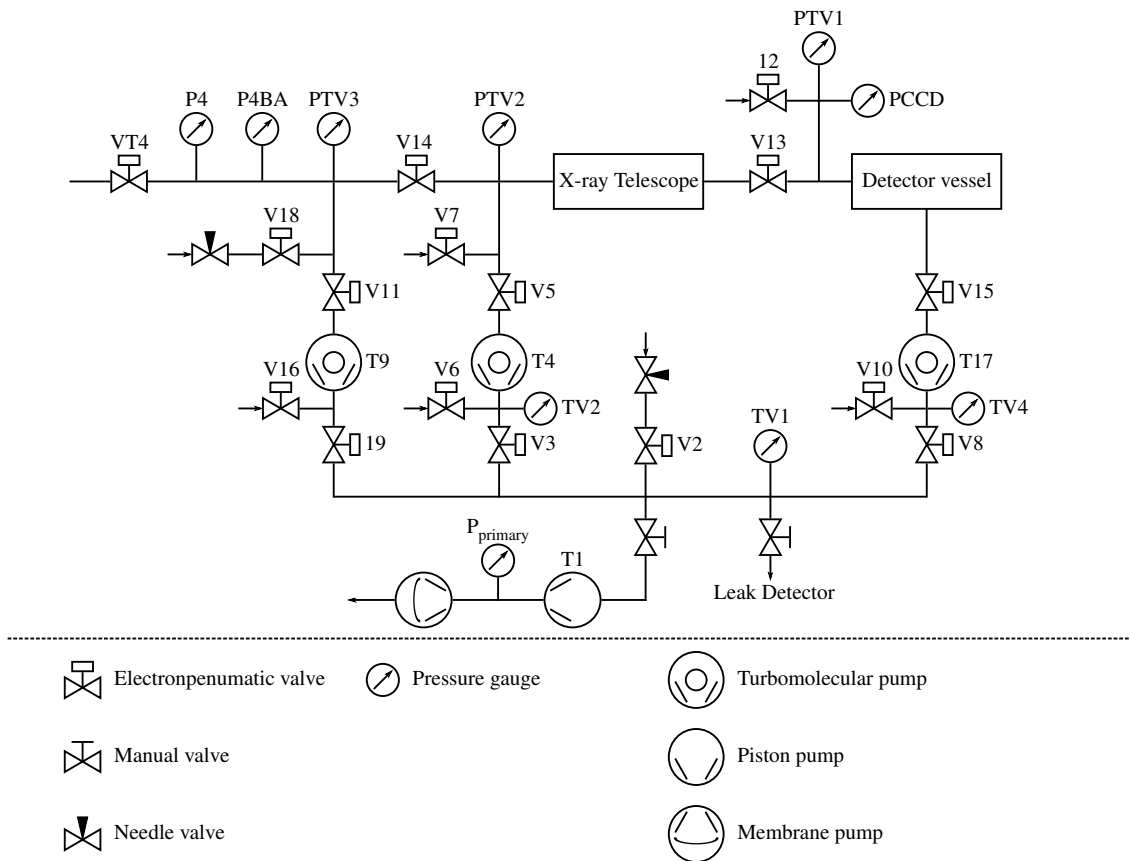 PTV1
12
P4 P4BA PTV3 PTV2 PCCD
VT4 V14 V13
X-ray Telescope Detector vessel
V18 V7
V11 V5 V15
T9 T4 T17
V16 V6 V10
TV2 TV1 TV4
19 V3 V2 V8
Pprimary
T1
Leak Detector
Electronpenumatic valve Pressure gauge Turbomolecular pump
Manual valve Piston pump
Needle valve Membrane pump